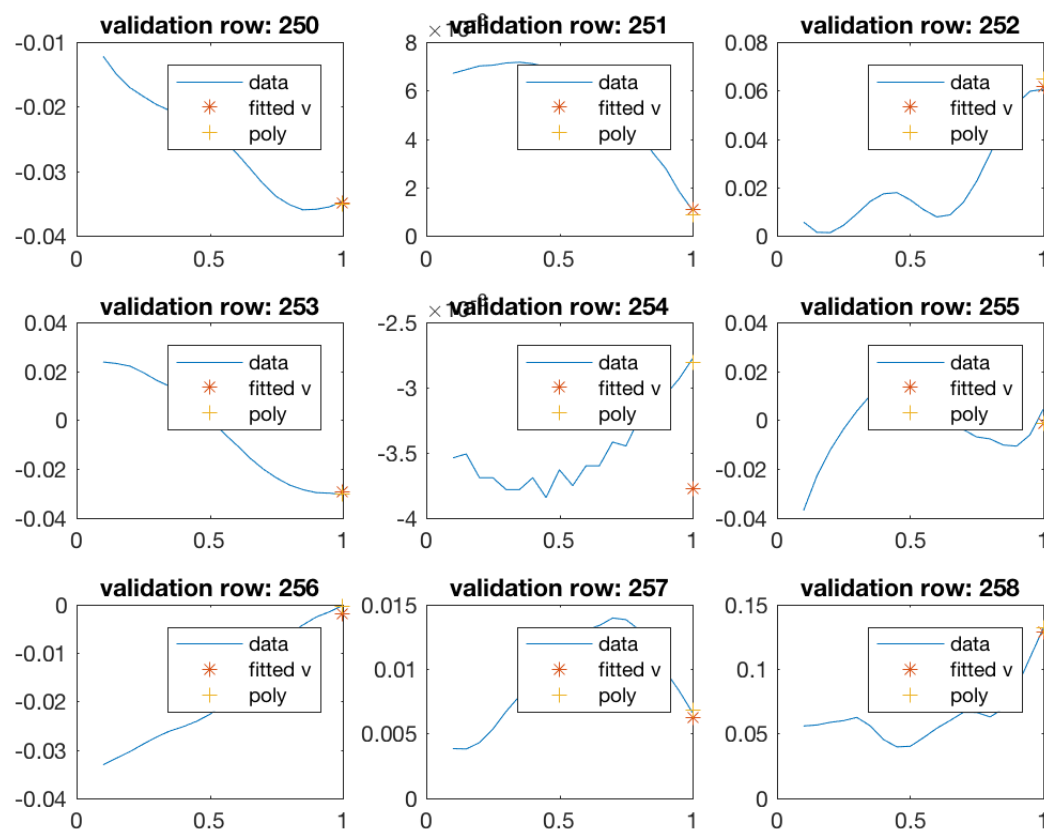 validation row: 250
-0.01
-0.02
-0.03
-0.04
0
0.5
1
data
fitted v
poly
validation row: 251
8
6
4
2
0
0
0.5
1
data
fitted v
poly
validation row: 252
0.08
0.06
0.04
0.02
0
0
0.5
1
data
fitted v
poly
validation row: 253
0.04
0.02
0
-0.02
-0.04
0
0.5
1
data
fitted v
poly
validation row: 254
-2.5
-3
-3.5
-4
0
0.5
1
data
fitted v
poly
validation row: 255
0.04
0.02
0
-0.02
-0.04
0
0.5
1
data
fitted v
poly
validation row: 256
0
-0.01
-0.02
-0.03
-0.04
0
0.5
1
data
fitted v
poly
validation row: 257
0.015
0.01
0.005
0
0
0.5
1
data
fitted v
poly
validation row: 258
0.15
0.1
0.05
0
0
0.5
1
data
fitted v
poly